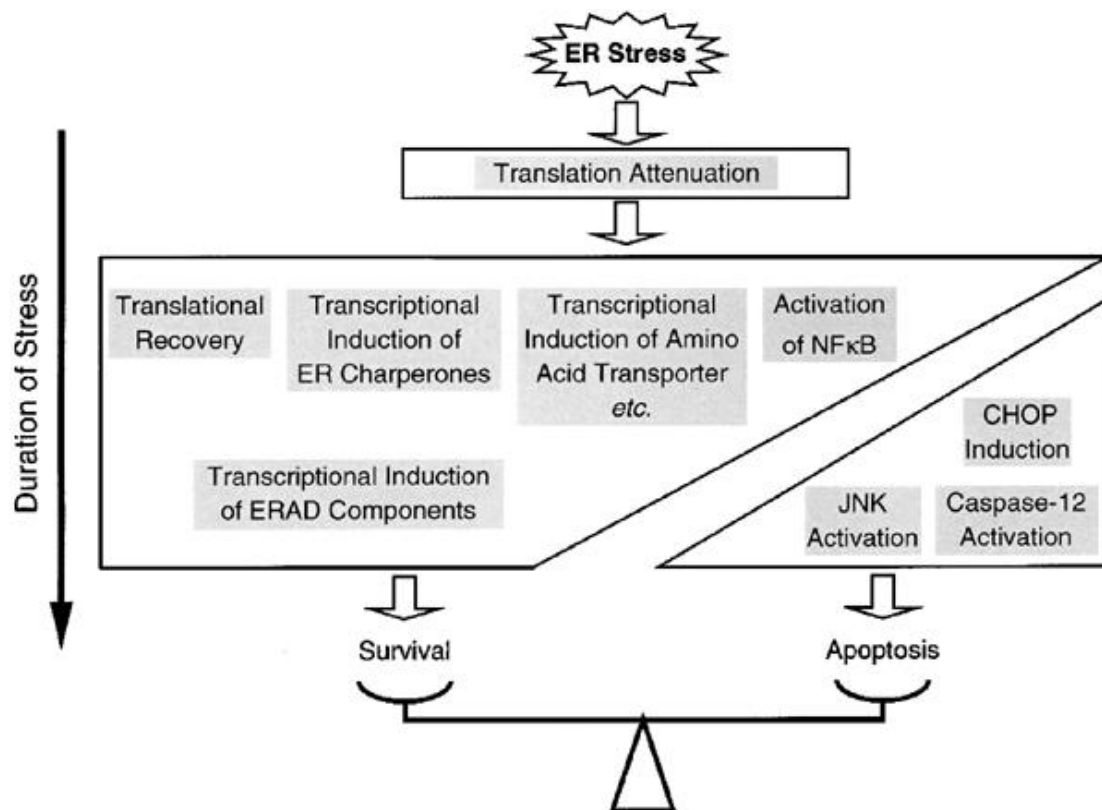 ER Stress
Translation Attenuation
Duration of Stress
Translational
Recovery
Transcriptional
Induction of
ER Charperones
Transcriptional
Induction of Amino
Acid Transporter
etc.
Activation
of NFκB
Transcriptional Induction
of ERAD Components
CHOP
Induction
JNK
Activation
Caspase-12
Activation
Survival
Apoptosis